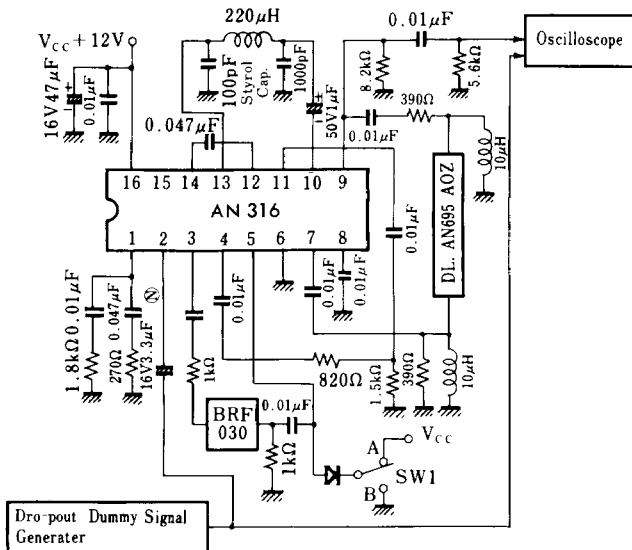 220µH
0.01µF
Oscilloscope
VCC + 12V
100pF
Styrol
Cap.
1000pF
8.2kΩ
5.6kΩ
16V47µF
0.01µF
+
−
50V1µF
+
−
0.01µF
390Ω
10µH
0.047µF
16 15 14 13 12 11 10 9
AN 316
1 2 3 4 5 6 7 8
DL. AN695 AOZ
0.01µF
1.8kΩ
0.01µF
0.047µF
270Ω
N
16V3.3µF
1kΩ
0.01µF
0.01µF
0.01µF
820Ω
1.5kΩ
390Ω
10µH
BRF
030
0.01µF
1kΩ
A
VCC
SW1
B
Dro-pout Dummy Signal
Generater